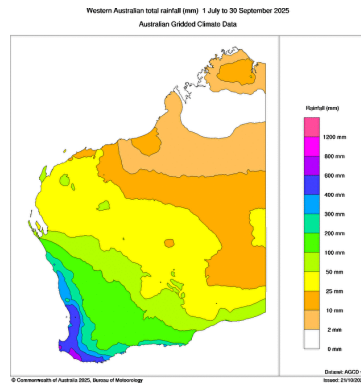 Western Australian total rainfall (mm) 1 July to 30 September 2025
Australian Gridded Climate Data
Rainfall (mm)
1200 mm
800 mm
600 mm
400 mm
300 mm
200 mm
100 mm
50 mm
25 mm
10 mm
2 mm
0 mm
Dataset: AGCD
© Commonwealth of Australia 2025, Bureau of Meteorology
Issued: